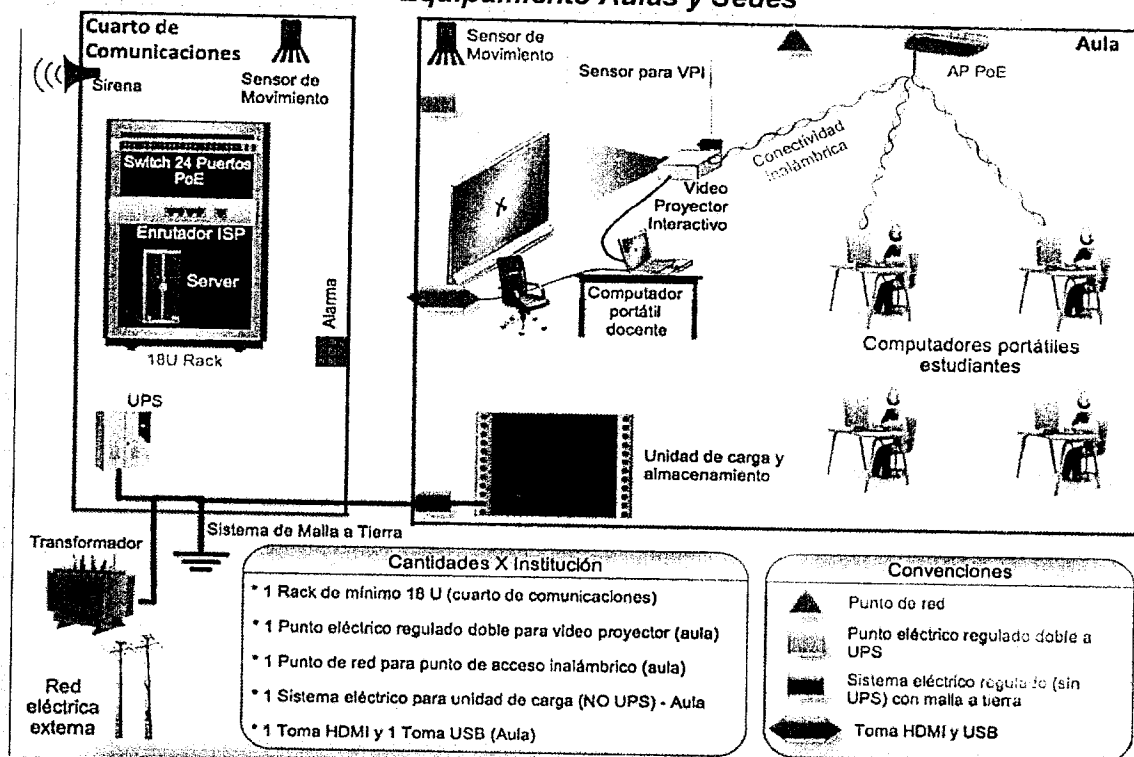 Equipamiento Aulas y Sedes
Cuarto de
Comunicaciones
Sirena
Sensor de
Movimiento
Switch 24 Puertos
PoE
Enrutador ISP
Server
18U Rack
Alarma
UPS
Sensor de
Movimiento
Sensor para VPI
AP PoE
Aula
Conectividad
inalámbrica
Video
Proyector
Interactivo
Computador
portátil
docente
Computadores portátiles
estudiantes
Unidad de carga y
almacenamiento
Sistema de Malla a Tierra
Transformador
Red
eléctrica
externa
Cantidades X Institución
* 1 Rack de mínimo 18 U (cuarto de comunicaciones)
* 1 Punto eléctrico regulado doble para video proyector (aula)
* 1 Punto de red para punto de acceso inalámbrico (aula)
* 1 Sistema eléctrico para unidad de carga (NO UPS) - Aula
* 1 Toma HDMI y 1 Toma USB (Aula)
Convenciones
Punto de red
Punto eléctrico regulado doble a
UPS
Sistema eléctrico regulado (sin
UPS) con malla a tierra
Toma HDMI y USB